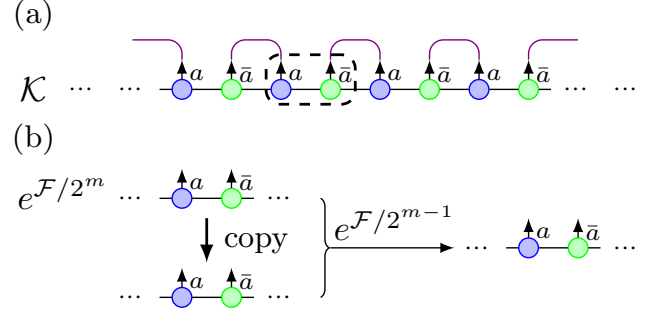 (a)
𝒦 ··· ··· a ā a ā a ā a ā ··· ···
(b)
e^{ℱ/2^m} ··· a ā ···
copy e^{ℱ/2^{m−1}} ··· a ā ···
··· a ā ···